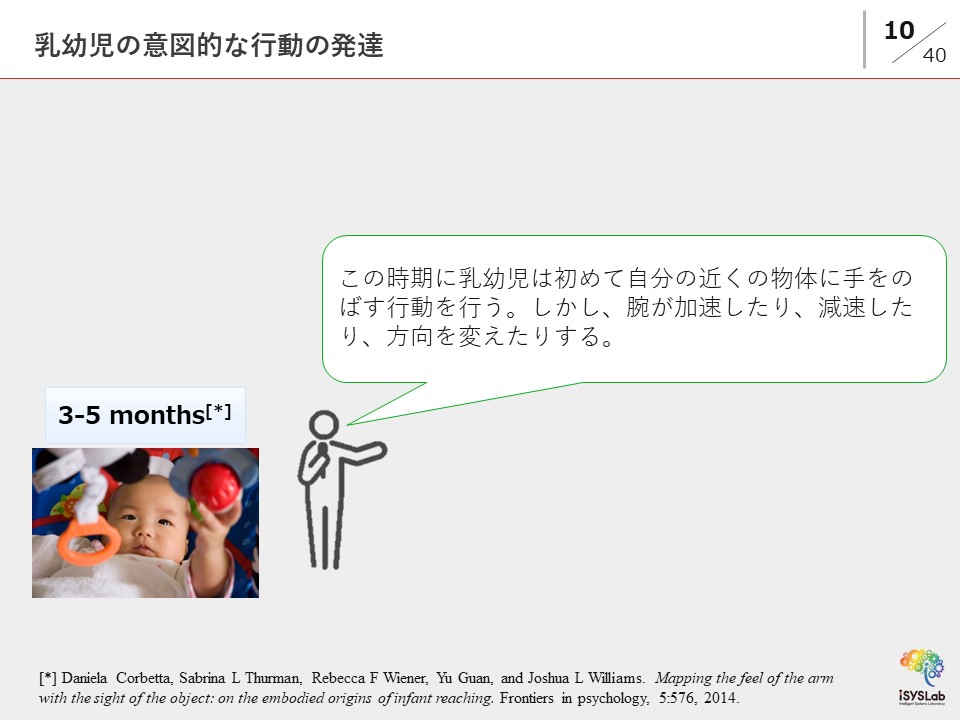 乳幼児の意図的な行動の発達
10
40
この時期に乳幼児は初めて自分の近くの物体に手をの
ばす行動を行う。しかし、腕が加速したり、減速した
り、方向を変えたりする。
3-5 months[*]
[*] Daniela Corbetta, Sabrina L Thurman, Rebecca F Wiener, Yu Guan, and Joshua L Williams. Mapping the feel of the arm
with the sight of the object: on the embodied origins of infant reaching. Frontiers in psychology, 5:576, 2014.
iSYSLab
Intelligent Systems Laboratory